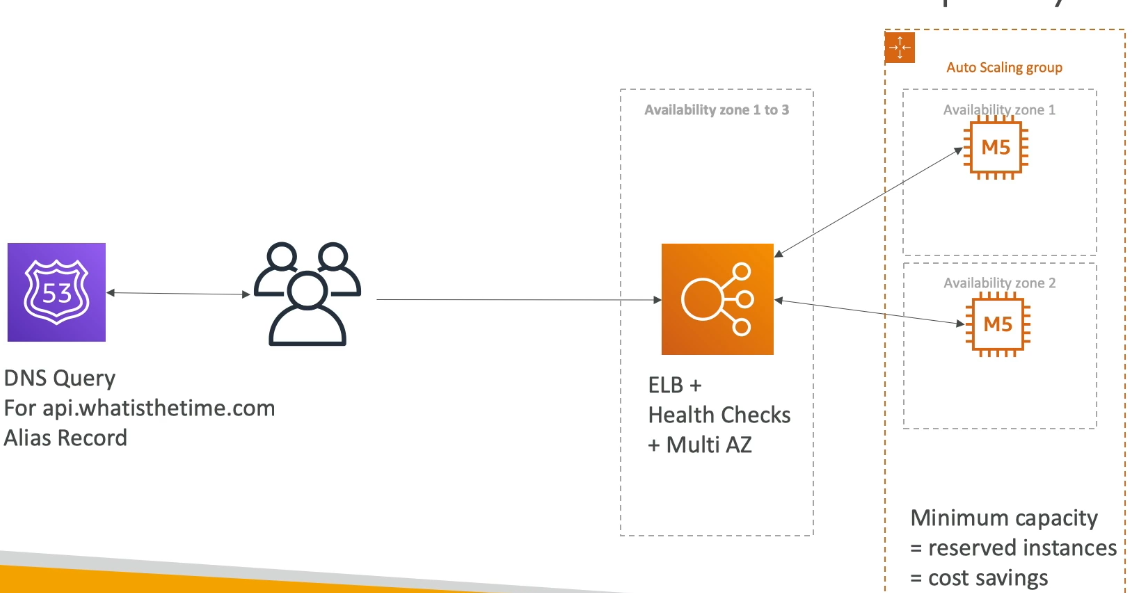 Auto Scaling group
Availability zone 1 to 3
Availability zone 1
M5
53
Availability zone 2
M5
DNS Query
For api.whatisthetime.com
Alias Record
ELB +
Health Checks
+ Multi AZ
Minimum capacity
= reserved instances
= cost savings